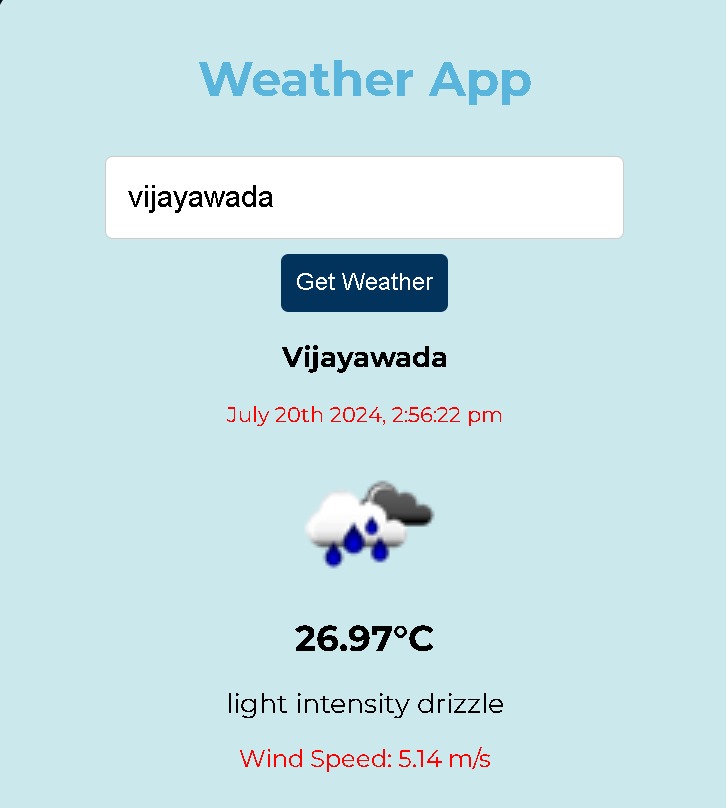 Weather App
vijayawada
Get Weather
Vijayawada
July 20th 2024, 2:56:22 pm
26.97°C
light intensity drizzle
Wind Speed: 5.14 m/s